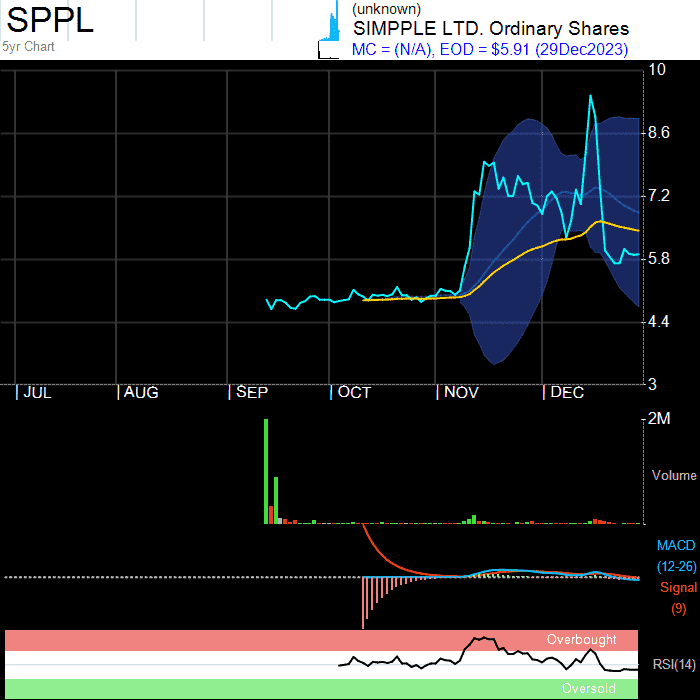 SPPL
5yr Chart
(unknown)
SIMPPLE LTD. Ordinary Shares
MC = (N/A), EOD = $5.91 (29Dec2023)
10
8.6
7.2
5.8
4.4
3
JUL AUG SEP OCT NOV DEC
2M
Volume
MACD
(12-26)
Signal
(9)
Overbought
RSI(14)
Oversold